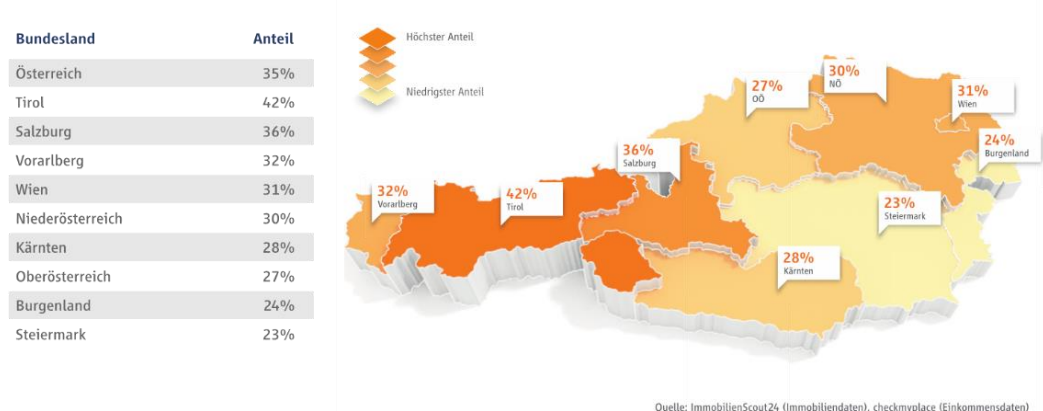 Bundesland Anteil
Österreich 35%
Tirol 42%
Salzburg 36%
Vorarlberg 32%
Wien 31%
Niederösterreich 30%
Kärnten 28%
Oberösterreich 27%
Burgenland 24%
Steiermark 23%
Höchster Anteil
Niedrigster Anteil
32%
Vorarlberg
42%
Tirol
36%
Salzburg
27%
OÖ
30%
NÖ
31%
Wien
24%
Burgenland
23%
Steiermark
28%
Kärnten
Quelle: ImmobilienScout24 (Immobiliendaten), checkmyplace (Einkommensdaten)